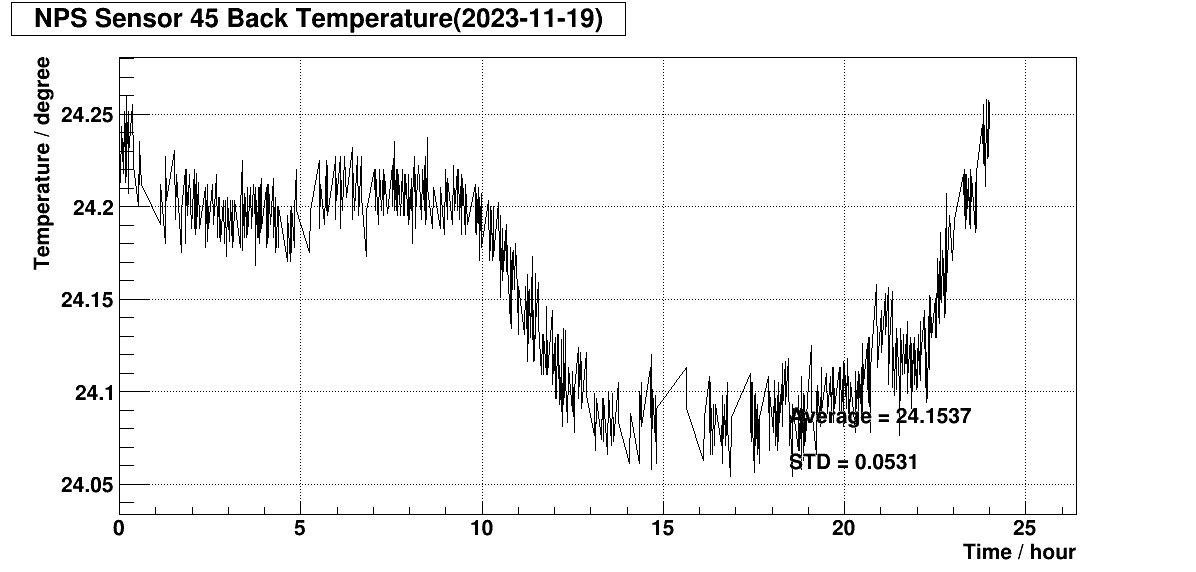 NPS Sensor 45 Back Temperature(2023-11-19)
Temperature / degree
24.25
24.2
24.15
24.1
24.05
Average = 24.1537
STD = 0.0531
0 5 10 15 20 25
Time / hour